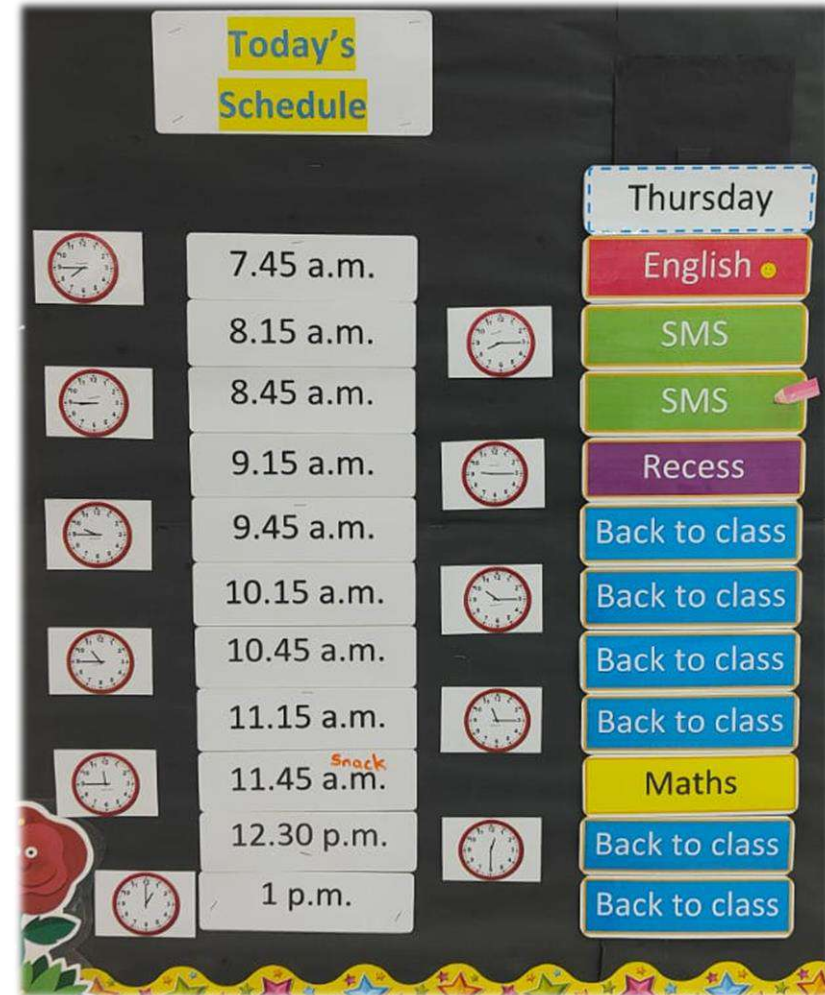 Today's
Schedule
Thursday
7.45 a.m. English
8.15 a.m. SMS
8.45 a.m. SMS
9.15 a.m. Recess
9.45 a.m. Back to class
10.15 a.m. Back to class
10.45 a.m. Back to class
11.15 a.m. Back to class
Snack
11.45 a.m. Maths
12.30 p.m. Back to class
1 p.m. Back to class